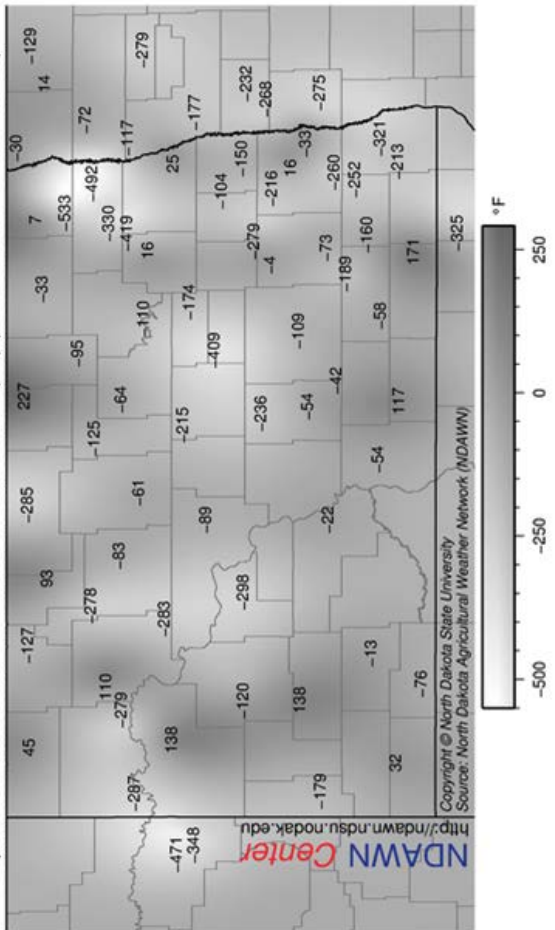 45 -127 93 -285 227 -33 7 -30 14 -129
110 -278 -125 -95 -533 -492 -330 -72
-287 -279 -83 -61 -64 110 16 -419 -117 -279
-471 138 -283 -215 -174 25 -177
-348 -89 -409 -104 -150 -232
-120 -298 -236 -4 -279 -216 16 -268
138 -54 -109 -33 -275
-179 -22 -42 -189 -73 -252 -260
-13 -54 -58 -160 -213 -321
32 117 171
-76 -325
NDAWN Center
http://ndawn.ndsu.nodak.edu
Copyright © North Dakota State University
Source: North Dakota Agricultural Weather Network (NDAWN)
°F
-500 -250 0 250